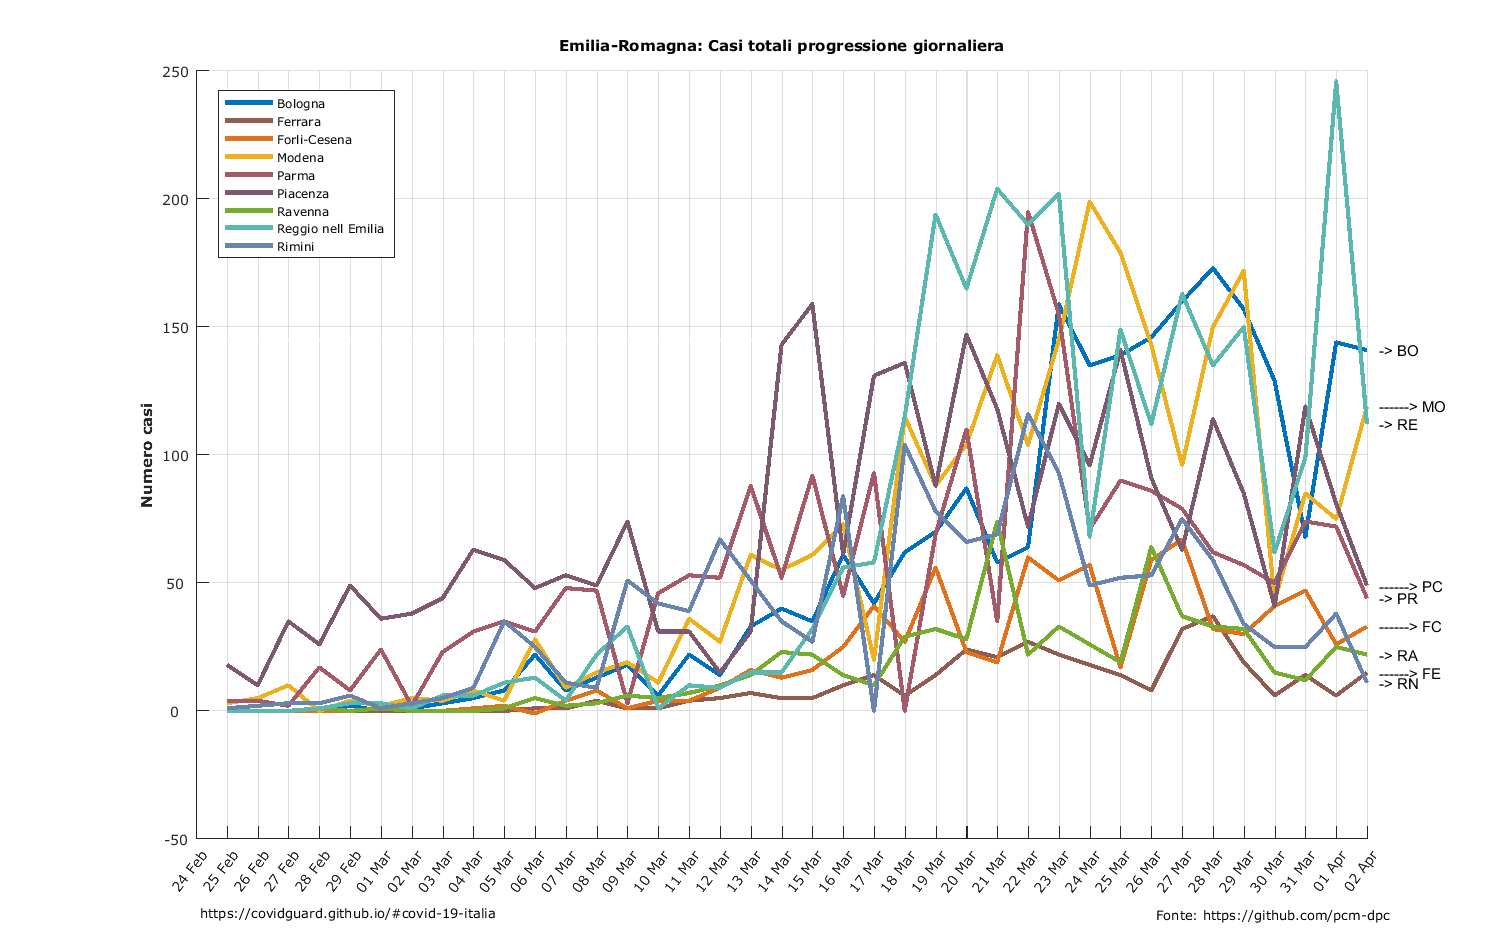 Emilia-Romagna: Casi totali progressione giornaliera
250
200
150
100
50
0
-50
Numero casi
Bologna
Ferrara
Forli-Cesena
Modena
Parma
Piacenza
Ravenna
Reggio nell Emilia
Rimini
-> BO
------> MO
-> RE
------> PC
-> PR
------> FC
-> RA
------> FE
-> RN
24 Feb
25 Feb
26 Feb
27 Feb
28 Feb
29 Feb
01 Mar
02 Mar
03 Mar
04 Mar
05 Mar
06 Mar
07 Mar
08 Mar
09 Mar
10 Mar
11 Mar
12 Mar
13 Mar
14 Mar
15 Mar
16 Mar
17 Mar
18 Mar
19 Mar
20 Mar
21 Mar
22 Mar
23 Mar
24 Mar
25 Mar
26 Mar
27 Mar
28 Mar
29 Mar
30 Mar
31 Mar
01 Apr
02 Apr
https://covidguard.github.io/#covid-19-italia
Fonte: https://github.com/pcm-dpc